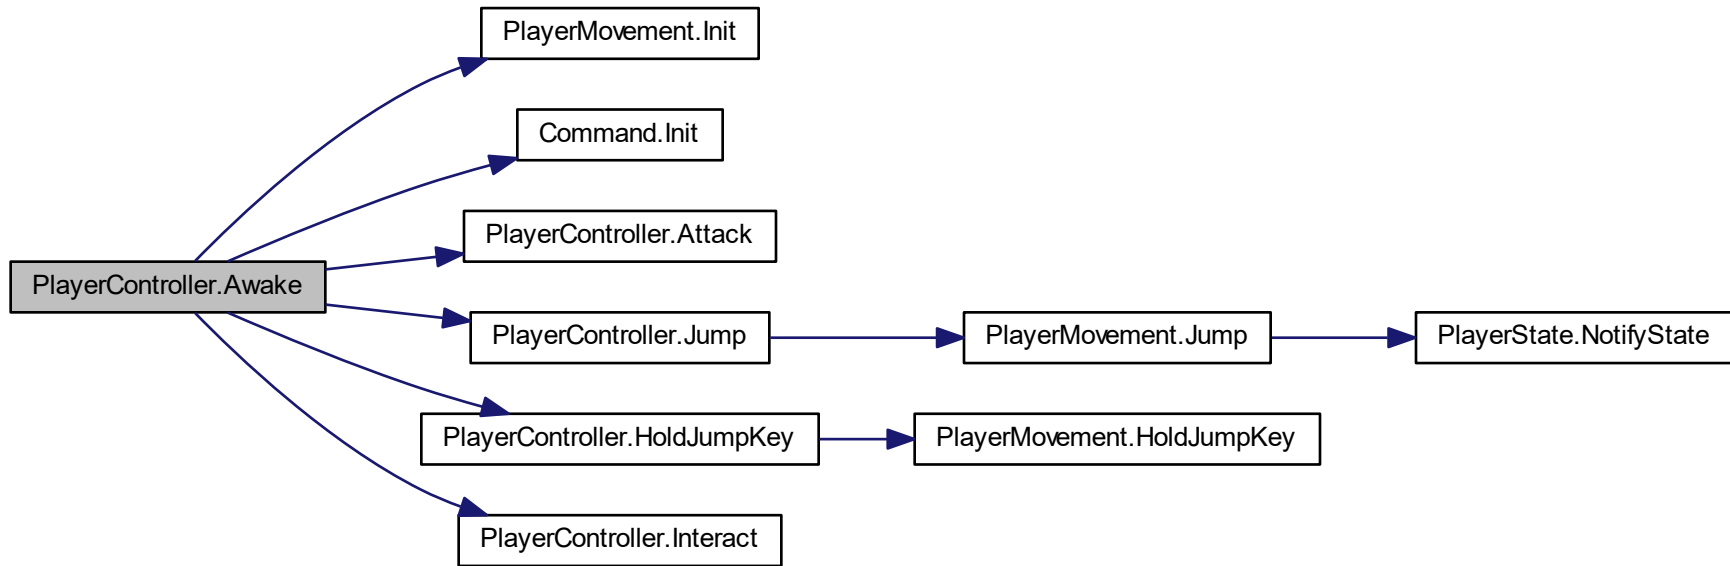 PlayerMovement.Init
Command.Init
PlayerController.Attack
PlayerController.Awake
PlayerController.Jump
PlayerMovement.Jump
PlayerState.NotifyState
PlayerController.HoldJumpKey
PlayerMovement.HoldJumpKey
PlayerController.Interact